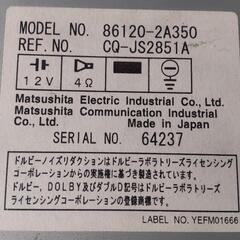 MODEL NO. 86120-2A350
REF. NO. CQ-JS2851A
12V 4Ω
Matsushita Electric Industrial Co., Ltd.
Matsushita Communication Industrial Co., Ltd.
Made in Japan
SERIAL NO. 64237
ドルビーノイズリダクションはドルビーラボラトリーズライセンシング
コーポレーションからの実施権に基づき製造されています。
ドルビー、DOLBY及びダブルD記号はドルビーラボラトリーズ
ライセンシングコーポレーションの登録商標です。
LABEL NO. YEFM01666